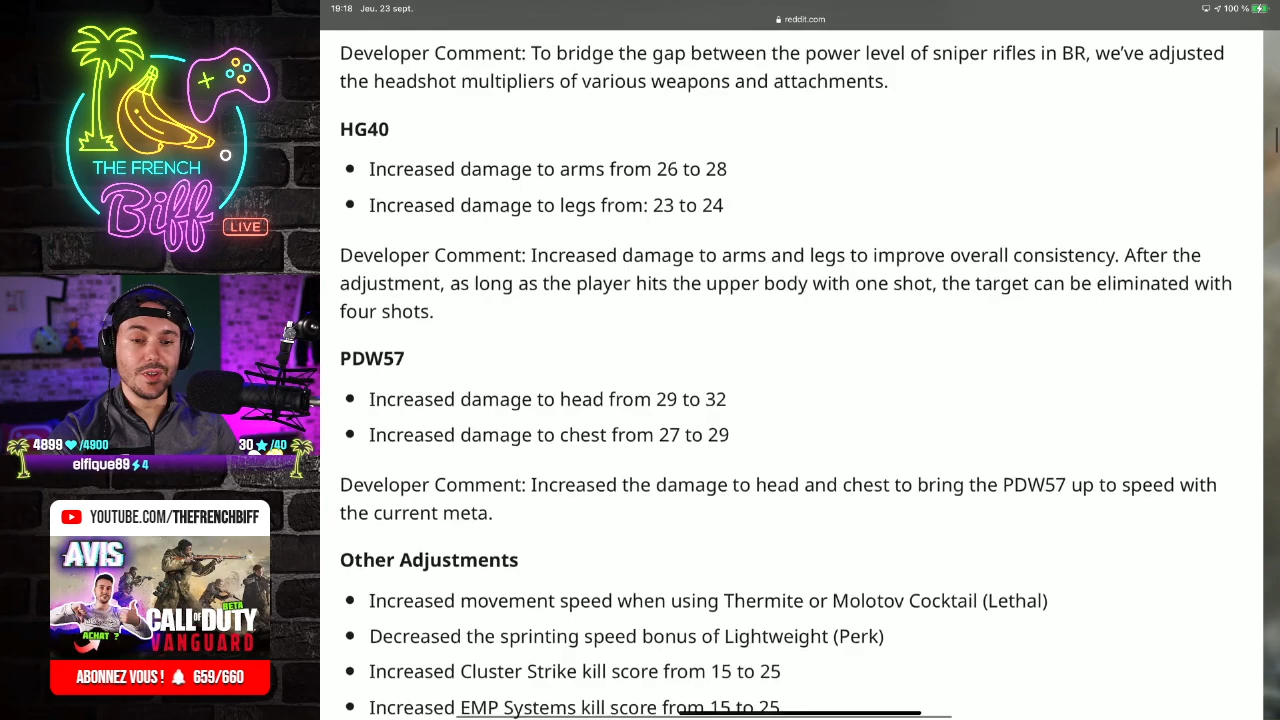 19:18 Jeu. 23 sept.
100 %
reddit.com
Developer Comment: To bridge the gap between the power level of sniper rifles in BR, we’ve adjusted
the headshot multipliers of various weapons and attachments.
HG40
Increased damage to arms from 26 to 28
Increased damage to legs from: 23 to 24
Developer Comment: Increased damage to arms and legs to improve overall consistency. After the
adjustment, as long as the player hits the upper body with one shot, the target can be eliminated with
four shots.
PDW57
Increased damage to head from 29 to 32
Increased damage to chest from 27 to 29
Developer Comment: Increased the damage to head and chest to bring the PDW57 up to speed with
the current meta.
Other Adjustments
Increased movement speed when using Thermite or Molotov Cocktail (Lethal)
Decreased the sprinting speed bonus of Lightweight (Perk)
Increased Cluster Strike kill score from 15 to 25
Increased EMP Systems kill score from 15 to 25
THE FRENCH
Biff
LIVE
4899 /4900
30 /40
elfique89 4
YOUTUBE.COM/THEFRENCHBIFF
AVIS
ACHAT ?
BETA
CALL OF DUTY
VANGUARD
ABONNEZ VOUS ! 659/660